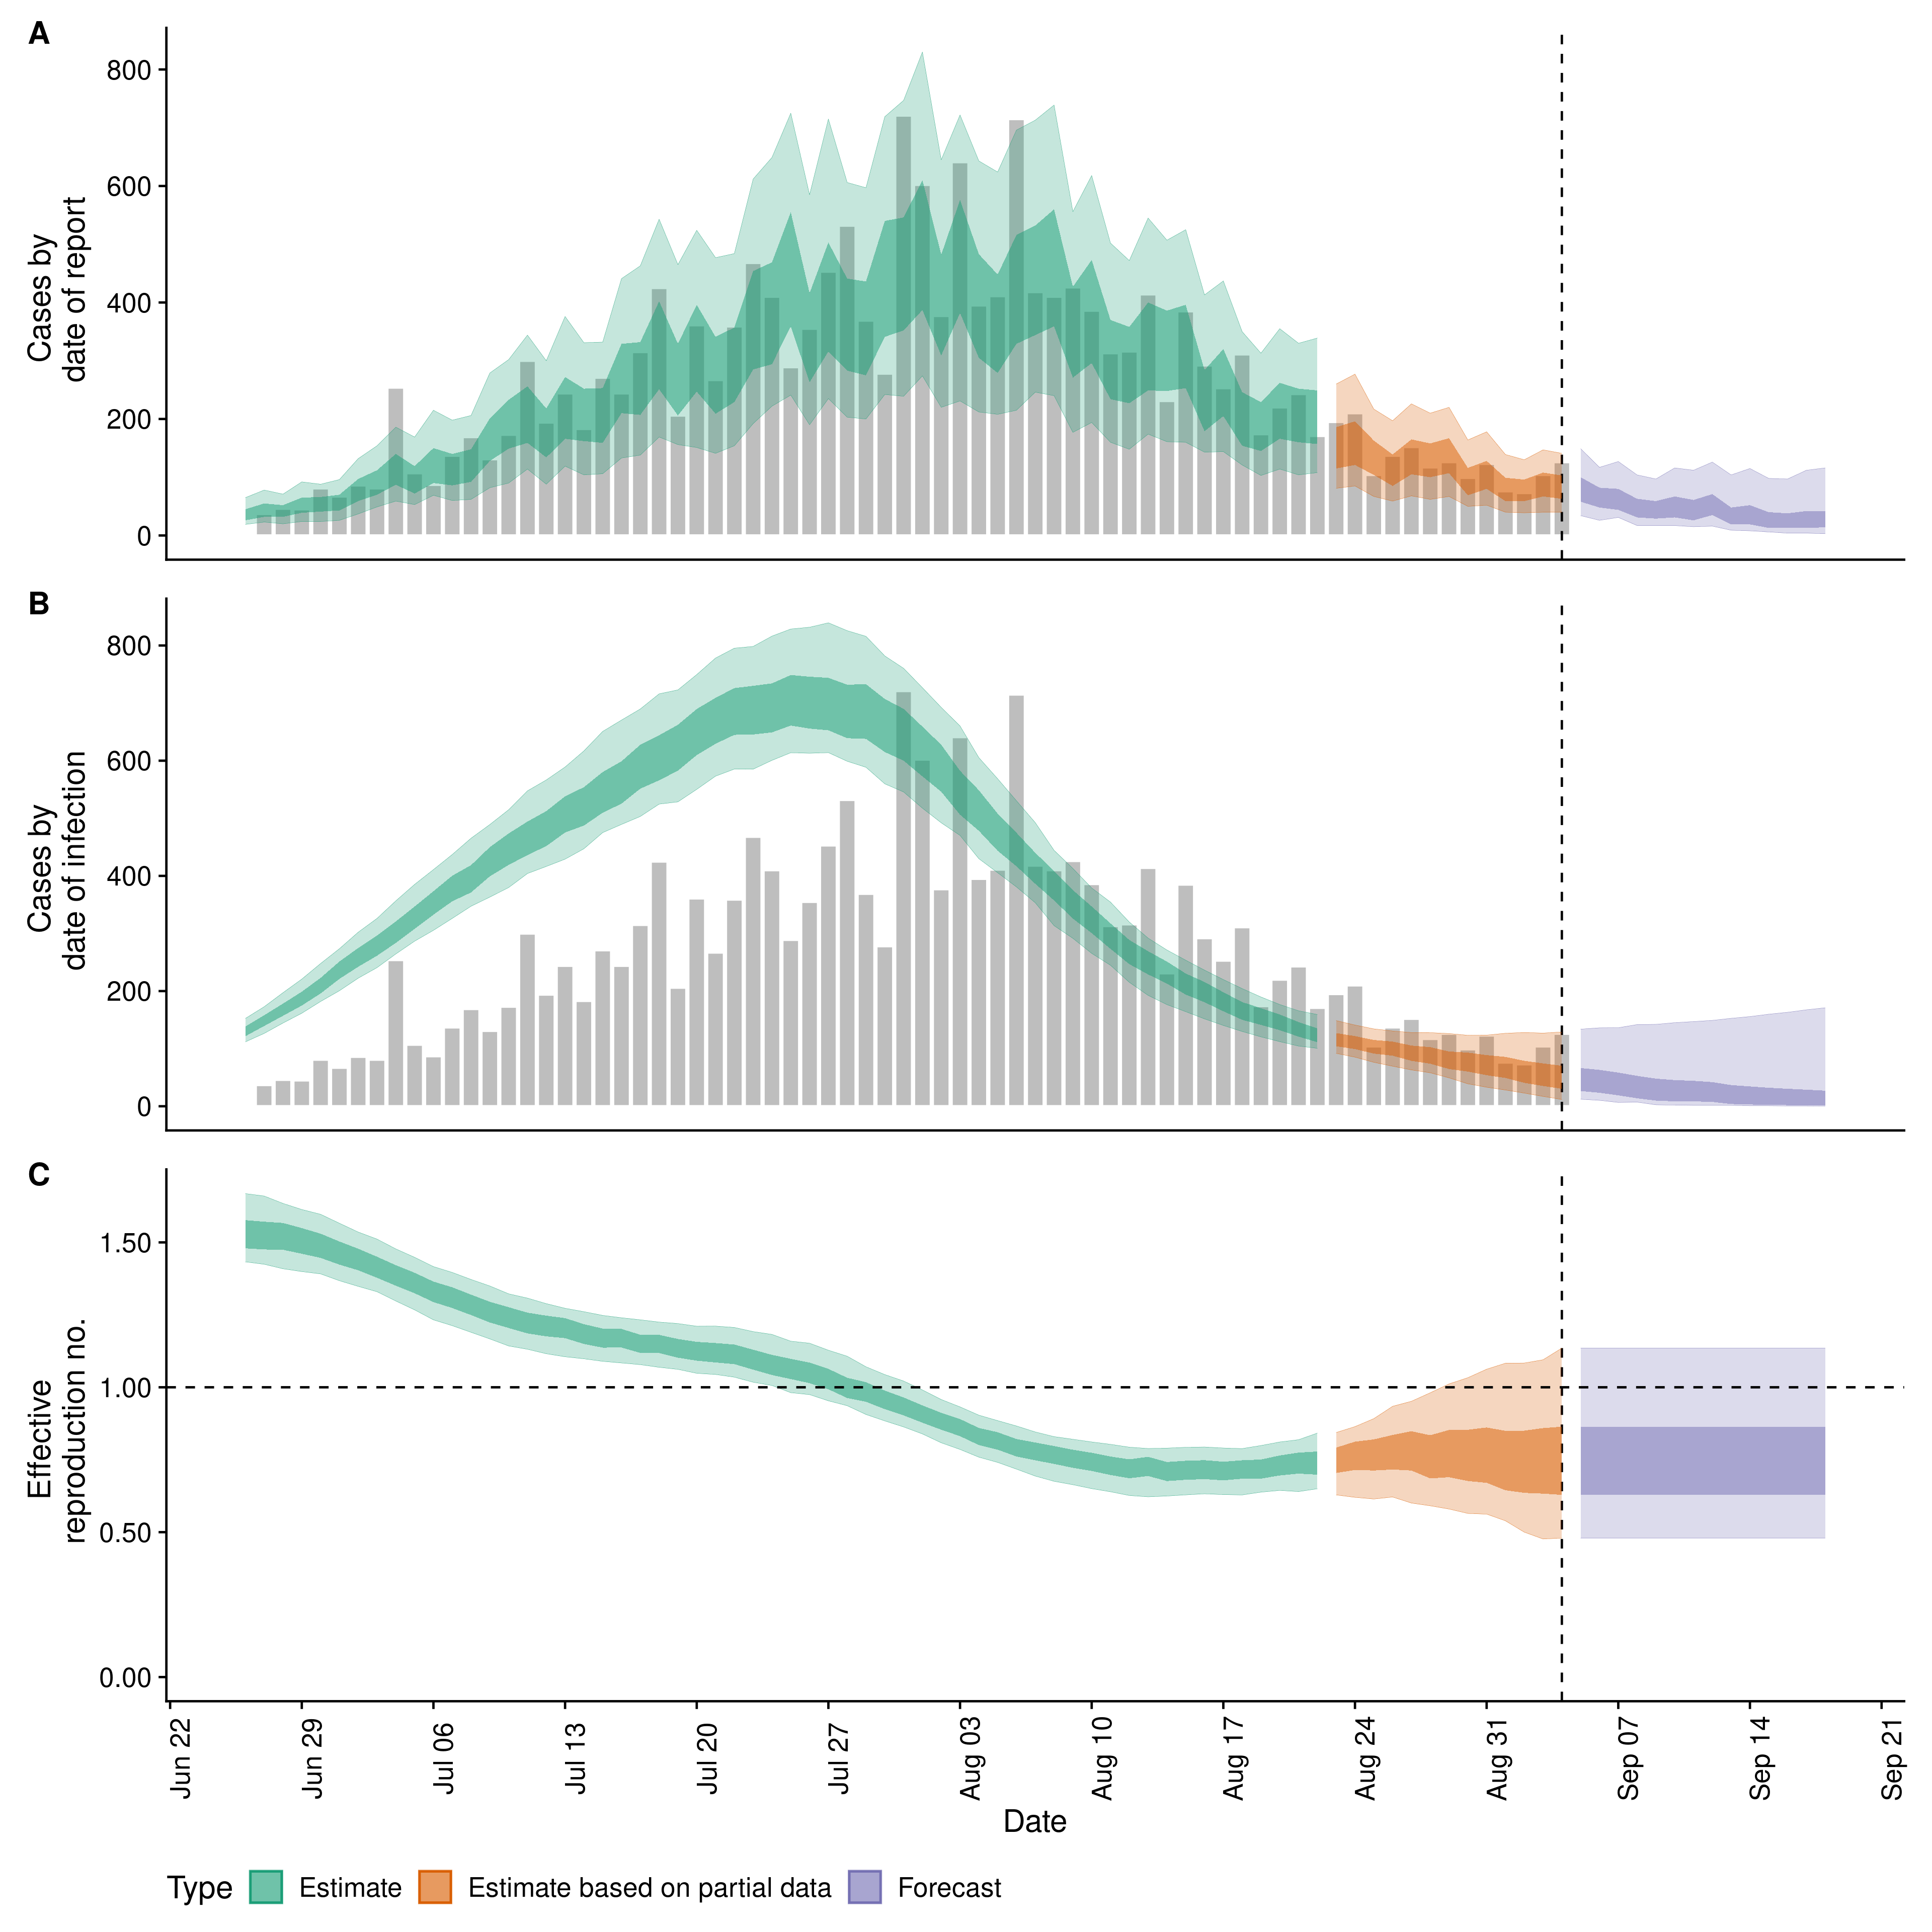 A
800
600
400
200
0
Cases by
date of report
B
800
600
400
200
0
Cases by
date of infection
C
1.50
1.00
0.50
0.00
Effective
reproduction no.
Jun 22
Jun 29
Jul 06
Jul 13
Jul 20
Jul 27
Aug 03
Aug 10
Aug 17
Aug 24
Aug 31
Sep 07
Sep 14
Sep 21
Date
Type Estimate Estimate based on partial data Forecast